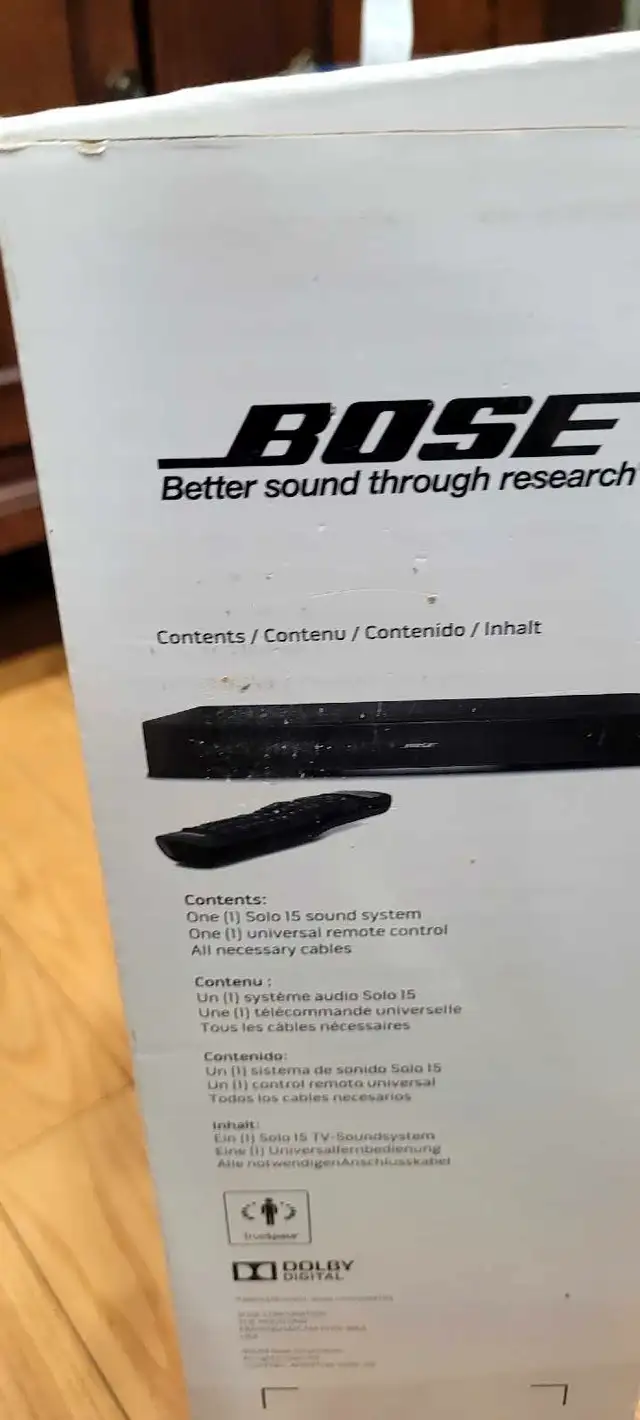 BOSE
Better sound through research
Contents / Contenu / Contenido / Inhalt
BOSE
Contents:
One (1) Solo 15 sound system
One (1) universal remote control
All necessary cables
Contenu :
Un (1) système audio Solo 15
Une (1) télécommande universelle
Tous les câbles nécessaires
Contenido:
Un (1) sistema de sonido Solo 15
Un (1) control remoto universal
Todos los cables necesarios
Inhalt:
Ein (1) Solo 15 TV-Soundsystem
Eine (1) Universalfernbedienung
Alle notwendigenAnschlusskabel
DOLBY
DIGITAL